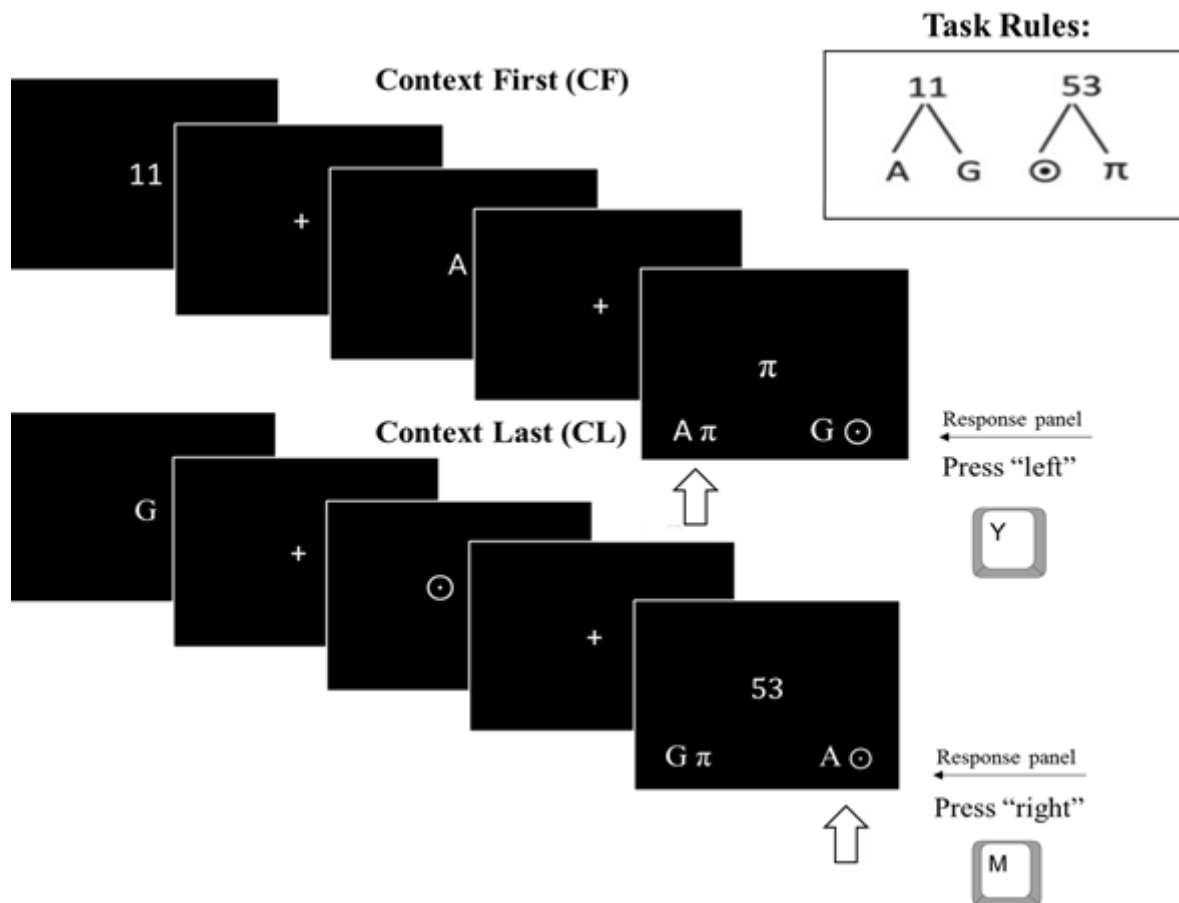 Task Rules:
11 53
A G ⊙ π
Context First (CF)
11
+
A
+
π
A π G ⊙
Response panel
Press “left”
Y
Context Last (CL)
G
+
⊙
+
53
G π A ⊙
Response panel
Press “right”
M